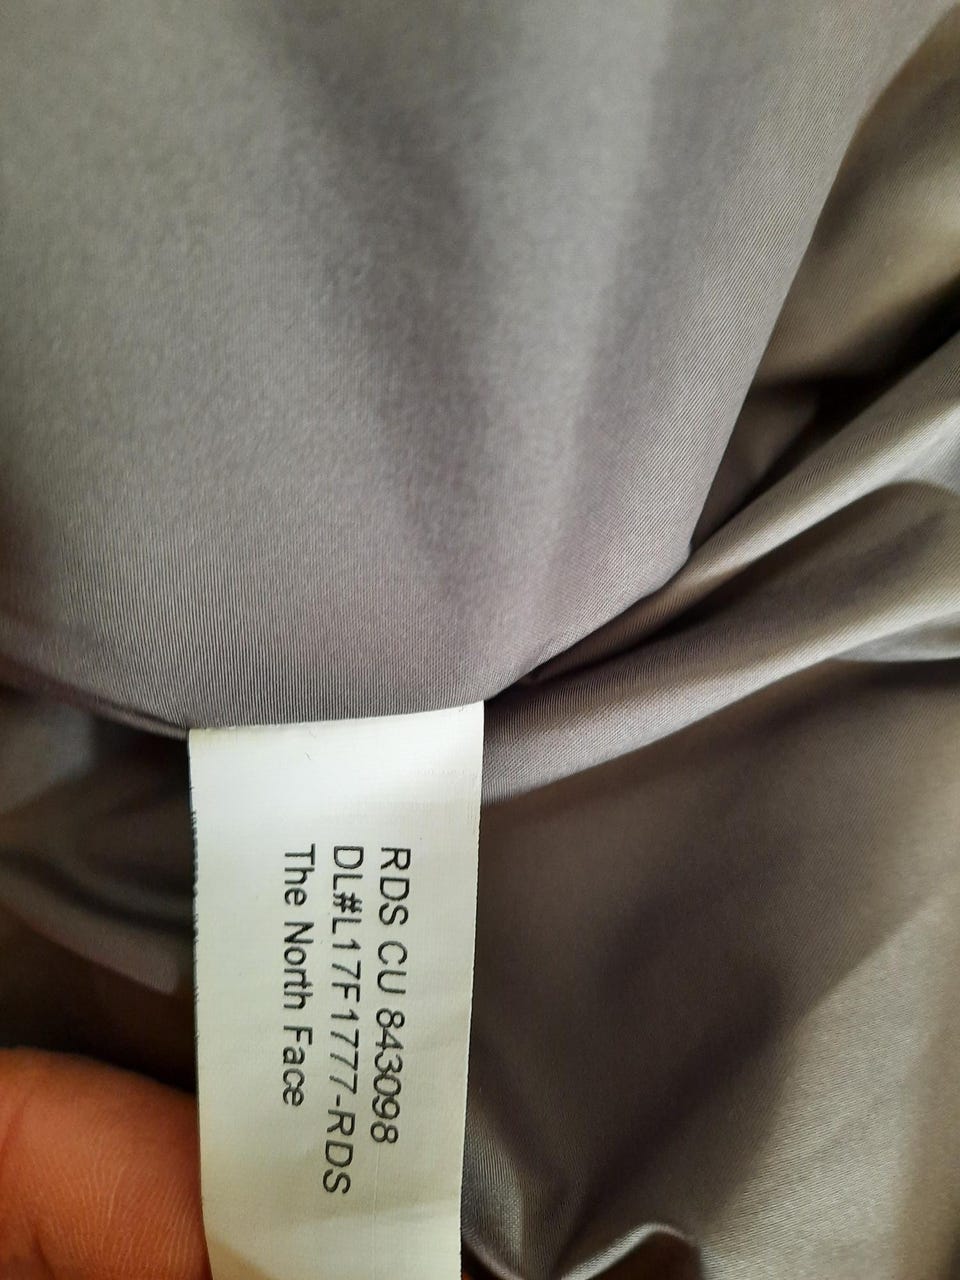 RDS CU 843098
DL#L17F1777-RDS
The North Face